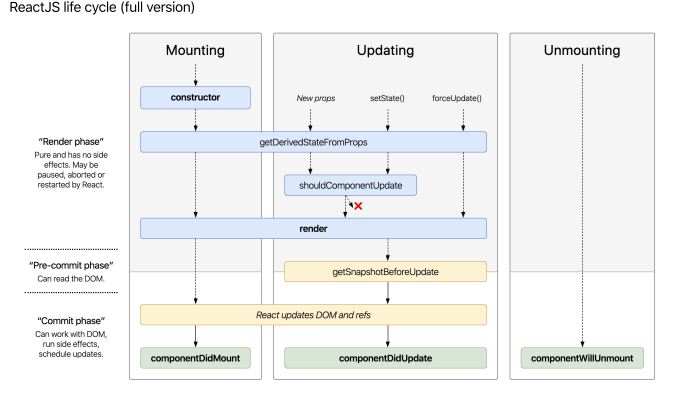 ReactJS life cycle (full version)
Mounting
Updating
Unmounting
constructor
New props
setState()
forceUpdate()
"Render phase"
Pure and has no side
effects. May be
paused, aborted or
restarted by React.
getDerivedStateFromProps
shouldComponentUpdate
render
"Pre-commit phase"
Can read the DOM.
getSnapshotBeforeUpdate
"Commit phase"
Can work with DOM,
run side effects,
schedule updates.
React updates DOM and refs
componentDidMount
componentDidUpdate
componentWillUnmount